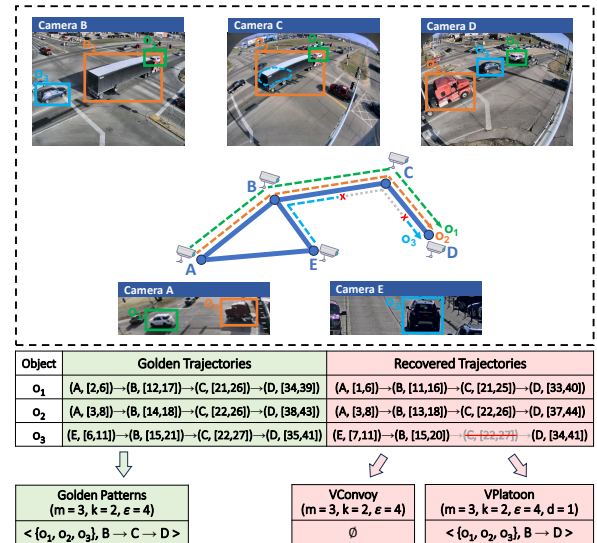 Camera B
Camera C
Camera D
O₂
O₁
O₃
O₂
O₁
O₂
O₃
O₁
B
C
A
E
D
x
x
O₁
O₂
O₃
Camera A
Camera E
O₁
O₂
O₃
Object Golden Trajectories Recovered Trajectories
O₁ (A, [2,6])→(B, [12,17])→(C, [21,26])→(D, [34,39]) (A, [1,6])→(B, [11,16])→(C, [21,25])→(D, [33,40])
O₂ (A, [3,8])→(B, [14,18])→(C, [22,26])→(D, [38,43]) (A, [3,8])→(B, [13,18])→(C, [22,26])→(D, [37,44])
O₃ (E, [6,11])→(B, [15,21])→(C, [22,27])→(D, [35,41]) (E, [7,11])→(B, [15,20])→(C, [22,27])→(D, [34,41])
Golden Patterns
(m = 3, k = 2, ε = 4)
< {o₁, o₂, o₃}, B → C → D >
VConvoy
(m = 3, k = 2, ε = 4)
∅
VPlatoon
(m = 3, k = 2, ε = 4, d = 1)
< {o₁, o₂, o₃}, B → D >